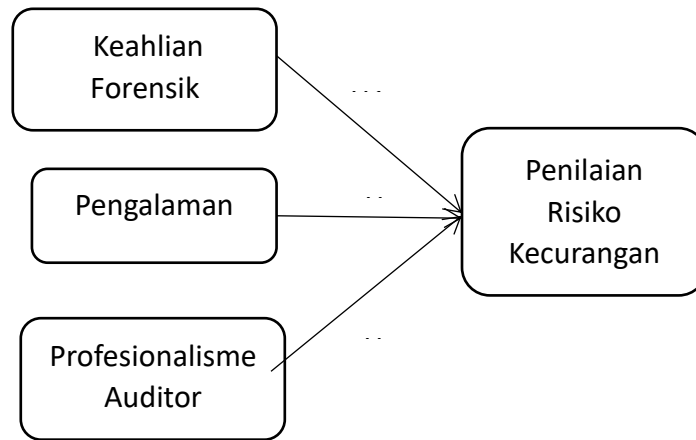 Keahlian
Forensik
Pengalaman
Profesionalisme
Auditor
Penilaian
Risiko
Kecurangan